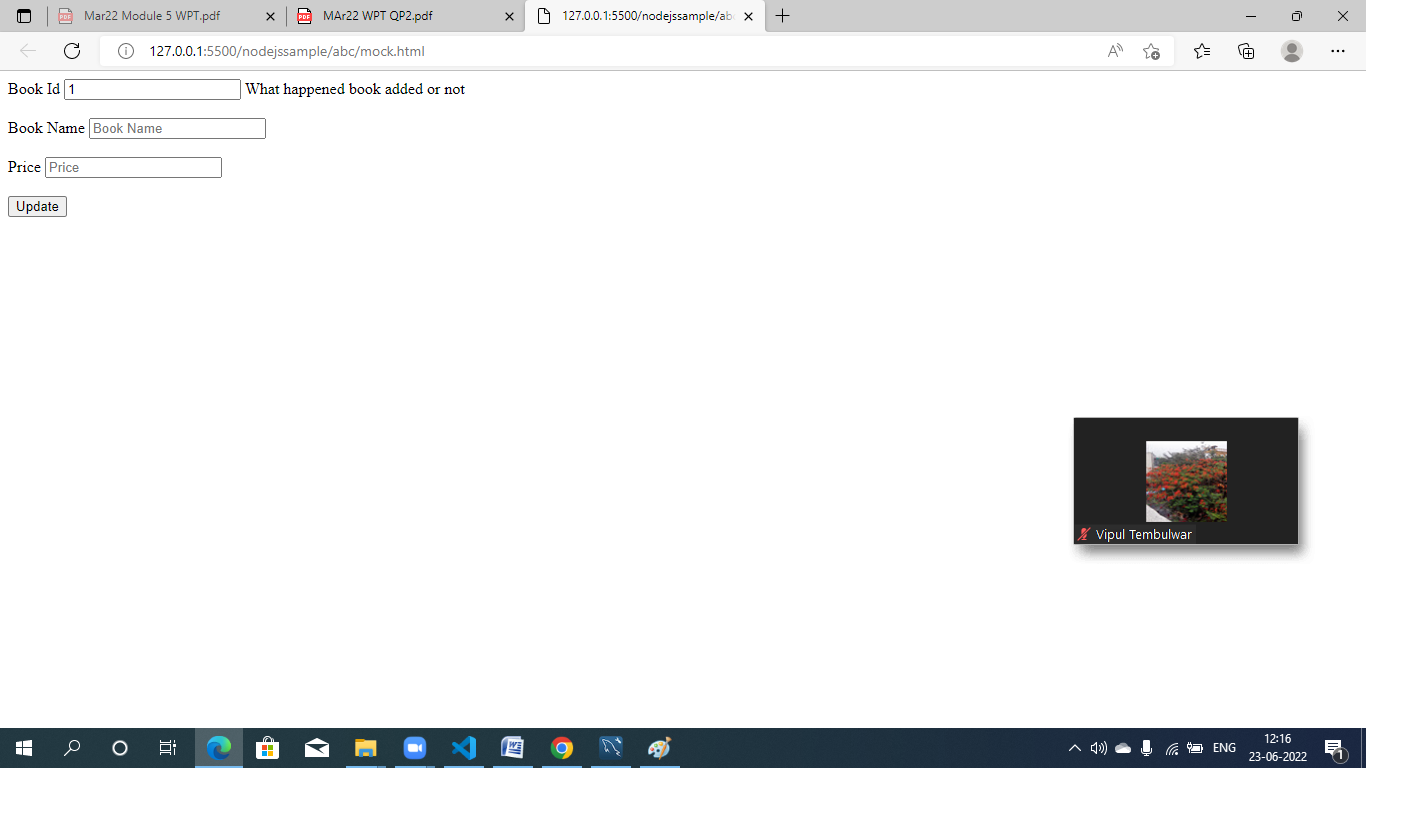 Mar22 Module 5 WPT.pdf
MAr22 WPT QP2.pdf
127.0.0.1:5500/nodejssample/ab
127.0.0.1:5500/nodejssample/abc/mock.html
Book Id 1 What happened book added or not
Book Name Book Name
Price Price
Update
Vipul Tembulwar
ENG
12:16
23-06-2022
1